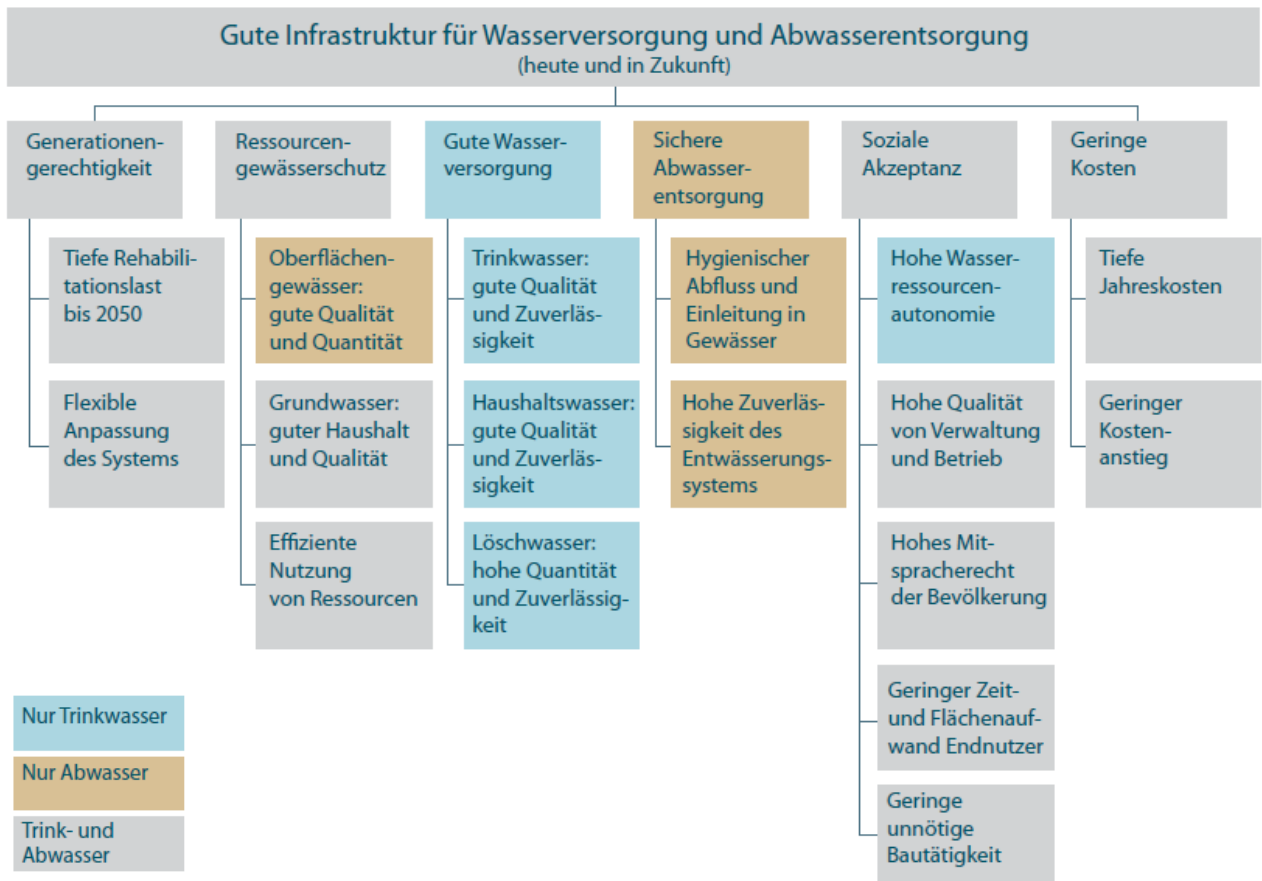 Gute Infrastruktur für Wasserversorgung und Abwasserentsorgung
(heute und in Zukunft)
Generationen-
gerechtigkeit
Tiefe Rehabili-
tationslast
bis 2050
Flexible
Anpassung
des Systems
Ressourcen-
gewässerschutz
Oberflächen-
gewässer:
gute Qualität
und Quantität
Grundwasser:
guter Haushalt
und Qualität
Effiziente
Nutzung
von Ressourcen
Gute Wasser-
versorgung
Trinkwasser:
gute Qualität
und Zuverläs-
sigkeit
Haushaltswasser:
gute Qualität
und Zuverläs-
sigkeit
Löschwasser:
hohe Quantität
und Zuverlässig-
keit
Sichere
Abwasser-
entsorgung
Hygienischer
Abfluss und
Einleitung in
Gewässer
Hohe Zuverläs-
sigkeit des
Entwässerungs-
systems
Soziale
Akzeptanz
Hohe Wasser-
ressourcen-
autonomie
Hohe Qualität
von Verwaltung
und Betrieb
Hohes Mit-
spracherecht
der Bevölkerung
Geringer Zeit-
und Flächenauf-
wand Endnutzer
Geringe
unnötige
Bautätigkeit
Geringe
Kosten
Tiefe
Jahreskosten
Geringer
Kosten-
anstieg
Nur Trinkwasser
Nur Abwasser
Trink- und
Abwasser